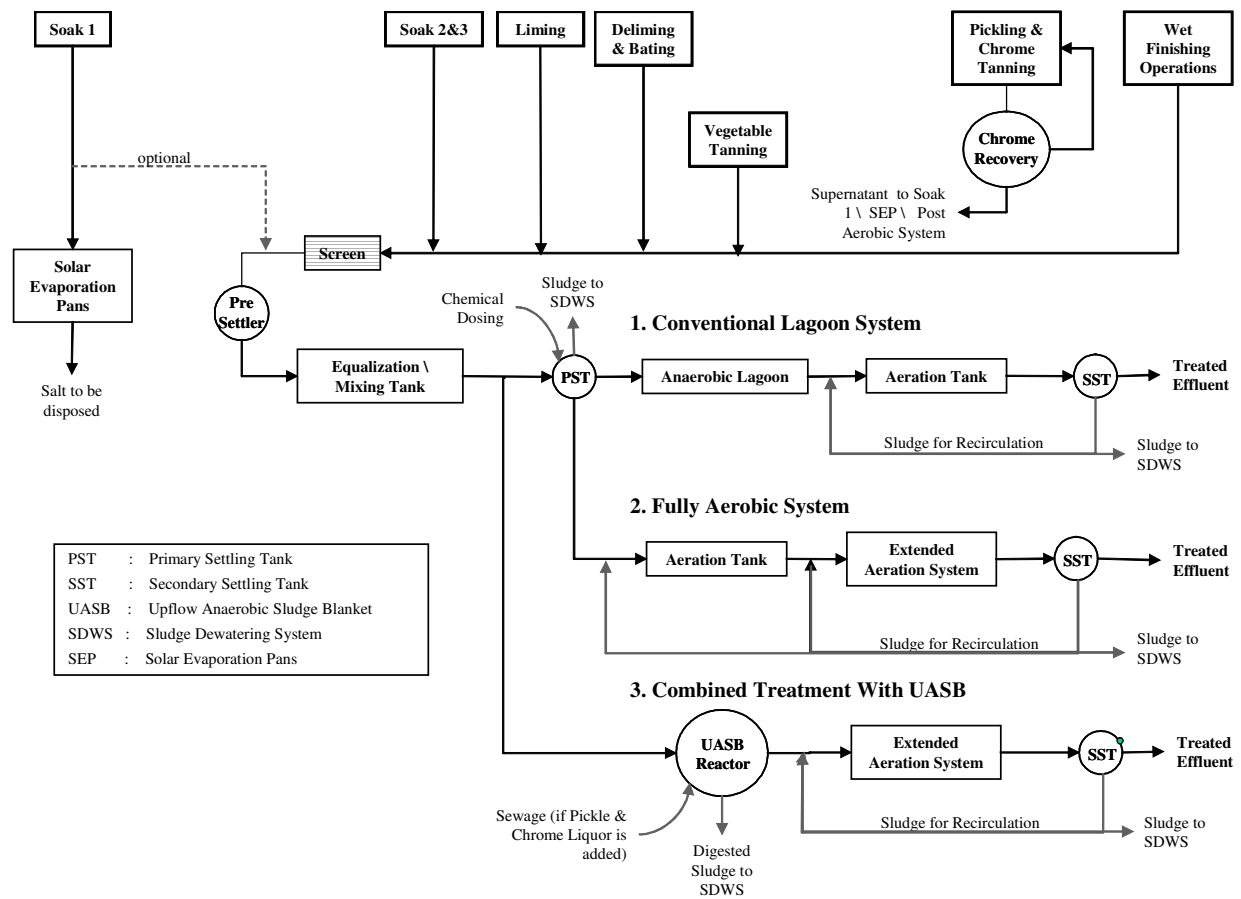 Soak 1
Soak 2&3
Liming
Deliming
& Bating
Pickling &
Chrome
Tanning
Wet
Finishing
Operations
Vegetable
Tanning
Chrome
Recovery
optional
Supernatant to Soak
1 \ SEP \ Post
Aerobic System
Screen
Solar
Evaporation
Pans
Pre
Settler
Salt to be
disposed
Equalization \
Mixing Tank
Chemical
Dosing
Sludge to
SDWS
1. Conventional Lagoon System
PST
Anaerobic Lagoon
Aeration Tank
SST
Treated
Effluent
Sludge for Recirculation
Sludge to
SDWS
2. Fully Aerobic System
Aeration Tank
Extended
Aeration System
SST
Treated
Effluent
Sludge for Recirculation
Sludge to
SDWS
PST : Primary Settling Tank
SST : Secondary Settling Tank
UASB : Upflow Anaerobic Sludge Blanket
SDWS : Sludge Dewatering System
SEP : Solar Evaporation Pans
3. Combined Treatment With UASB
UASB
Reactor
Extended
Aeration System
SST
Treated
Effluent
Sewage (if Pickle &
Chrome Liquor is
added)
Digested
Sludge to
SDWS
Sludge for Recirculation
Sludge to
SDWS